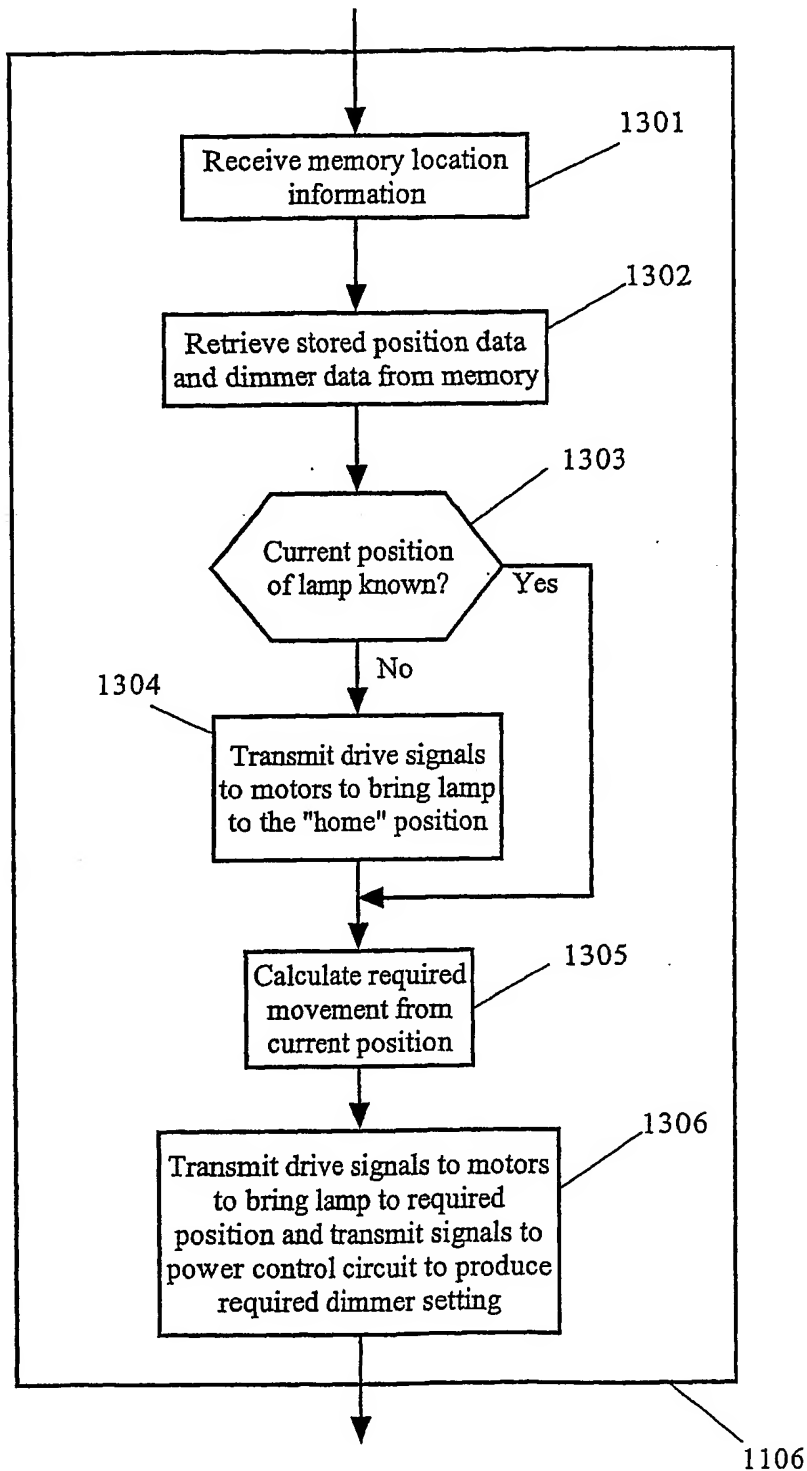 1301
Receive memory location
information
1302
Retrieve stored position data
and dimmer data from memory
1303
Current position
of lamp known?
Yes
No
1304
Transmit drive signals
to motors to bring lamp
to the "home" position
1305
Calculate required
movement from
current position
1306
Transmit drive signals to motors
to bring lamp to required
position and transmit signals to
power control circuit to produce
required dimmer setting
1106